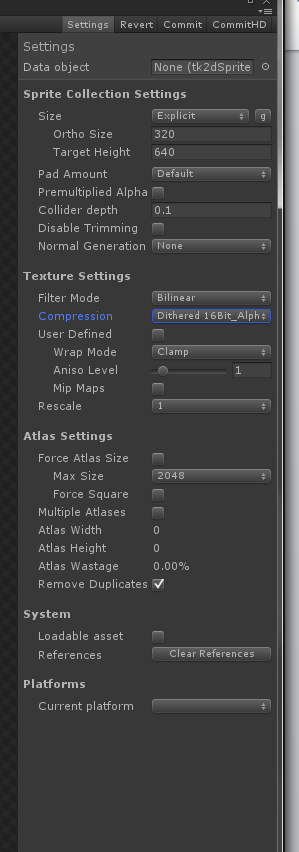 Settings Revert Commit CommitHD
Settings
Data object None (tk2dSprite
Sprite Collection Settings
Size Explicit g
Ortho Size 320
Target Height 640
Pad Amount Default
Premultiplied Alpha
Collider depth 0.1
Disable Trimming
Normal Generation None
Texture Settings
Filter Mode Bilinear
Compression Dithered 16Bit_Alph
User Defined
Wrap Mode Clamp
Aniso Level 1
Mip Maps
Rescale 1
Atlas Settings
Force Atlas Size
Max Size 2048
Force Square
Multiple Atlases
Atlas Width 0
Atlas Height 0
Atlas Wastage 0.00%
Remove Duplicates
System
Loadable asset
References Clear References
Platforms
Current platform